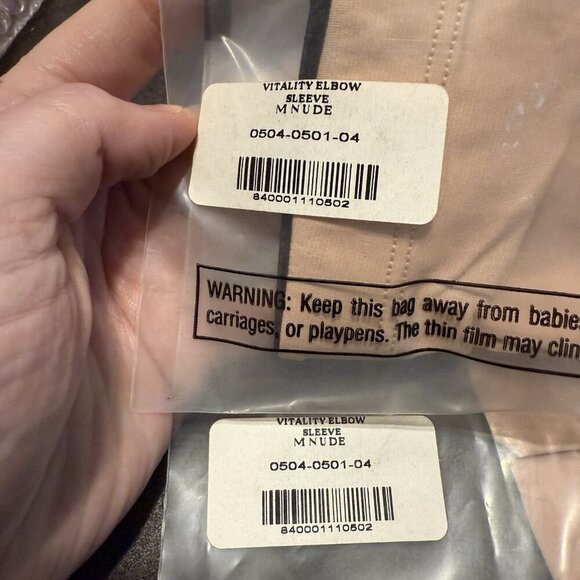 VITALITY ELBOW
SLEEVE
M NUDE
0504-0501-04
840001110502
WARNING: Keep this bag away from babies
carriages, or playpens. The thin film may clin
VITALITY ELBOW
SLEEVE
M NUDE
0504-0501-04
840001110502